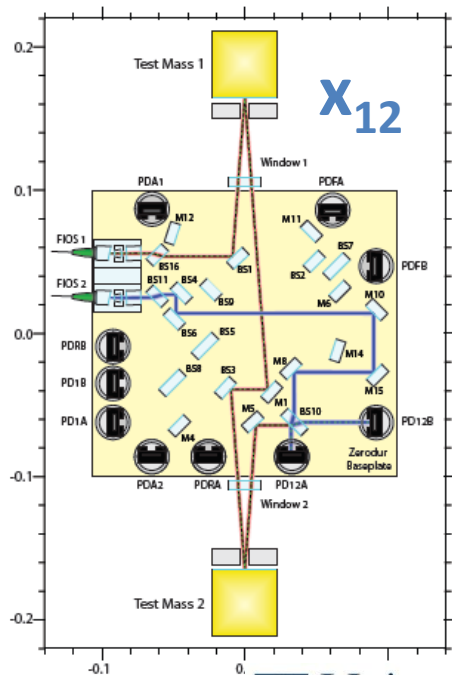 0.2
Test Mass 1
X12
Window 1
0.1
PDA1
PDFA
M12
M11
FIOS 1
BS16
BS1
BS2
BS7
PDFB
FIOS 2
BS11
BS4
BS9
M6
M10
0.0
BS6
BS5
PDRB
M14
M8
PD1B
BS8
BS3
M15
PD1A
M1
M5
BS10
PD12B
M4
Zerodur
Baseplate
-0.1
PDA2
PDRA
PD12A
Window 2
Test Mass 2
-0.2
-0.1
0.